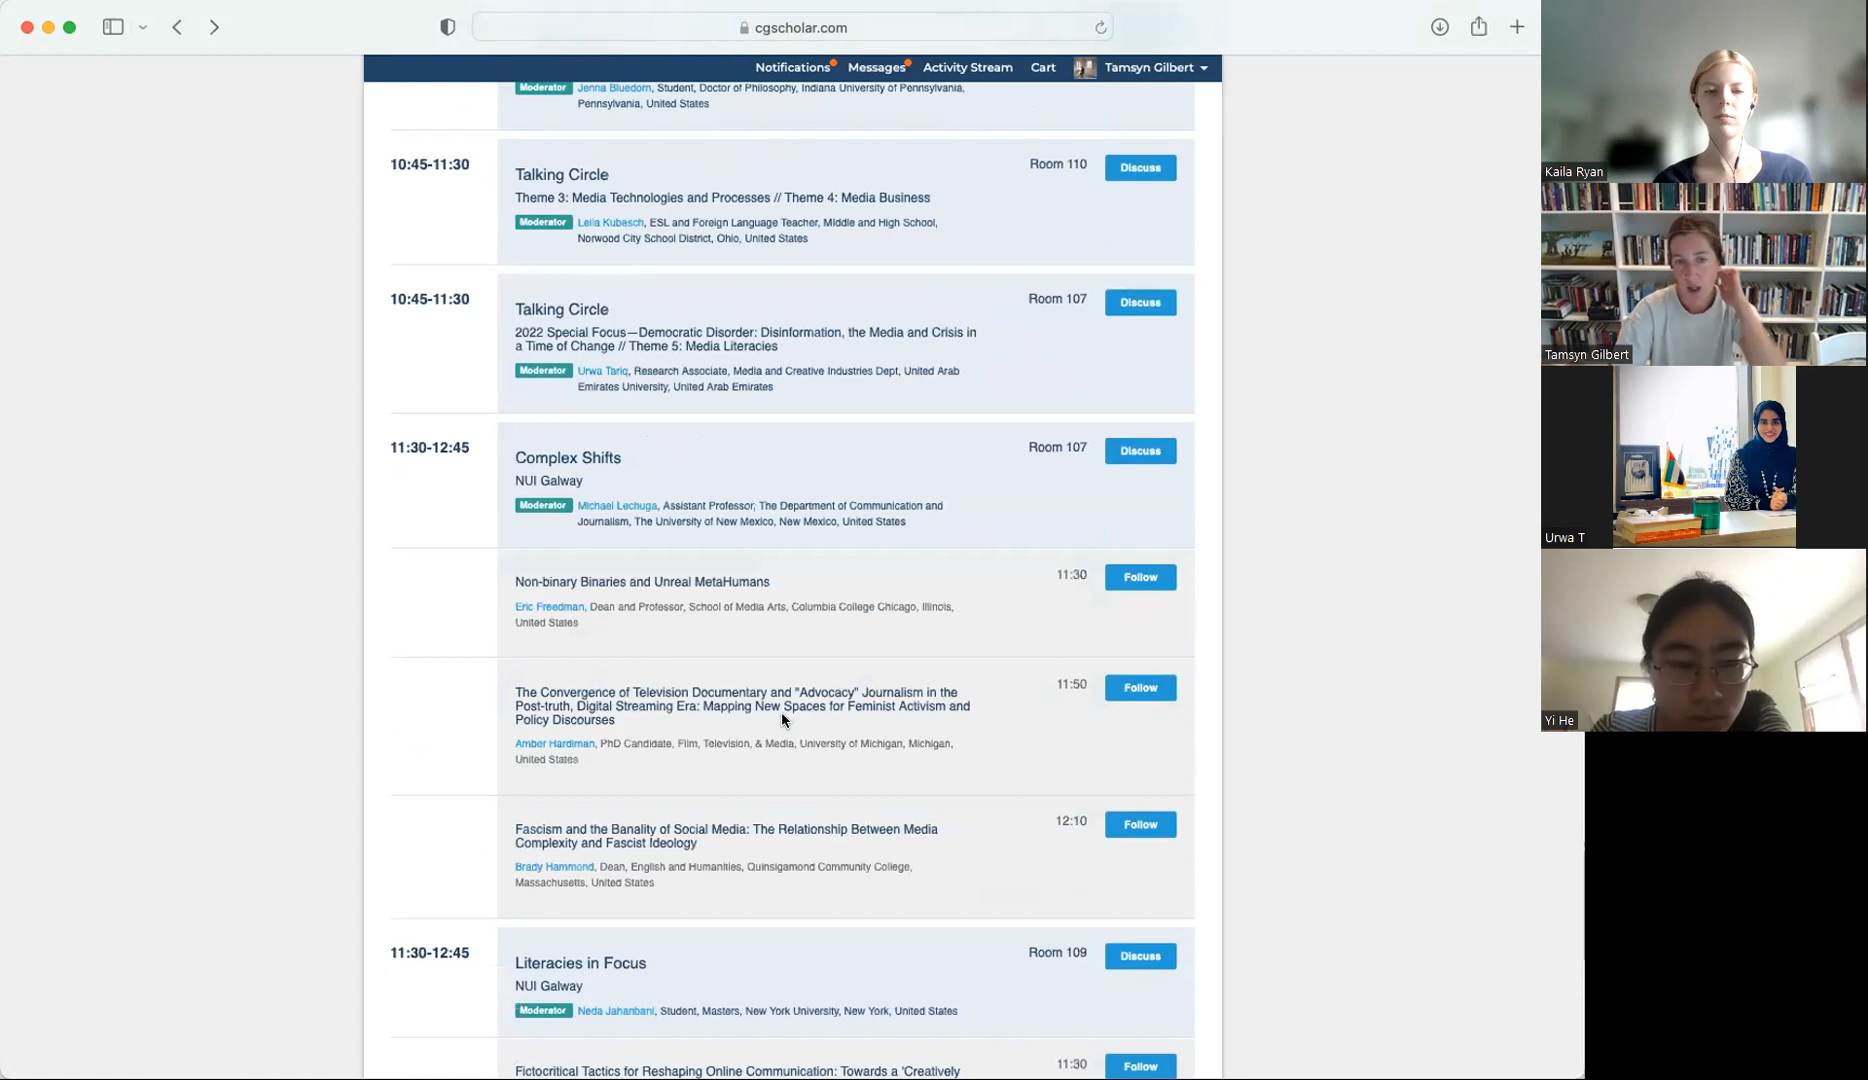 cgscholar.com
Notifications Messages Activity Stream Cart Tamsyn Gilbert
Moderator Jenna Bluedorn, Student, Doctor of Philosophy, Indiana University of Pennsylvania,
Pennsylvania, United States
10:45-11:30
Talking Circle
Room 110
Discuss
Theme 3: Media Technologies and Processes // Theme 4: Media Business
Moderator Leila Kubesch, ESL and Foreign Language Teacher, Middle and High School,
Norwood City School District, Ohio, United States
10:45-11:30
Talking Circle
Room 107
Discuss
2022 Special Focus—Democratic Disorder: Disinformation, the Media and Crisis in
a Time of Change // Theme 5: Media Literacies
Moderator Urwa Tariq, Research Associate, Media and Creative Industries Dept, United Arab
Emirates University, United Arab Emirates
11:30-12:45
Complex Shifts
Room 107
Discuss
NUI Galway
Moderator Michael Lechuga, Assistant Professor, The Department of Communication and
Journalism, The University of New Mexico, New Mexico, United States
Non-binary Binaries and Unreal MetaHumans
11:30
Follow
Eric Freedman, Dean and Professor, School of Media Arts, Columbia College Chicago, Illinois,
United States
The Convergence of Television Documentary and "Advocacy" Journalism in the
Post-truth, Digital Streaming Era: Mapping New Spaces for Feminist Activism and
Policy Discourses
11:50
Follow
Amber Hardiman, PhD Candidate, Film, Television, & Media, University of Michigan, Michigan,
United States
Fascism and the Banality of Social Media: The Relationship Between Media
Complexity and Fascist Ideology
12:10
Follow
Brady Hammond, Dean, English and Humanities, Quinsigamond Community College,
Massachusetts, United States
11:30-12:45
Literacies in Focus
Room 109
Discuss
NUI Galway
Moderator Neda Jahanbani, Student, Masters, New York University, New York, United States
Fictocritical Tactics for Reshaping Online Communication: Towards a 'Creatively
11:30
Follow
Kaila Ryan
Tamsyn Gilbert
Urwa T
Yi He